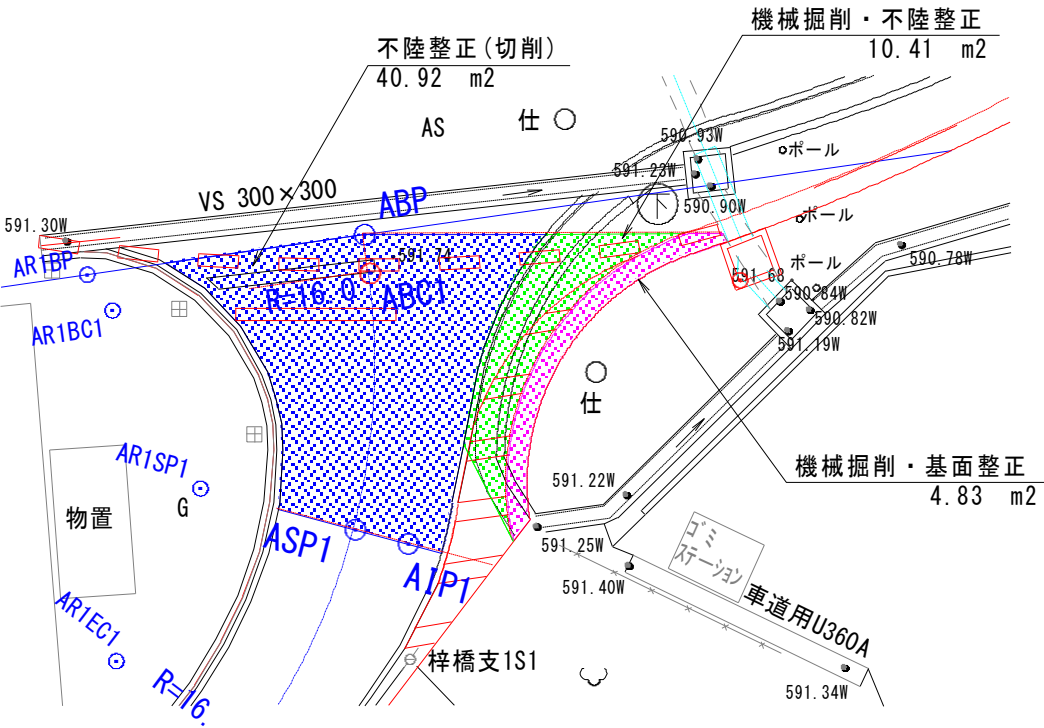 機械掘削・不陸整正
10.41 m2
不陸整正(切削)
40.92 m2
AS
仕
590.93W
ポール
591.23W
VS 300×300
590.90W
ABP
ポール
591.30W
591.74
590.78W
AR1BP
ポール
591.68
R=16.0
ABC1
590.84W
590.82W
AR1BC1
591.19W
仕
AR1SP1
機械掘削・基面整正
4.83 m2
591.22W
物置
G
ASP1
591.25W
ゴミ
ステーション
AIP1
591.40W
車道用U360A
AR1EC1
梓橋支1S1
R=16.
591.34W